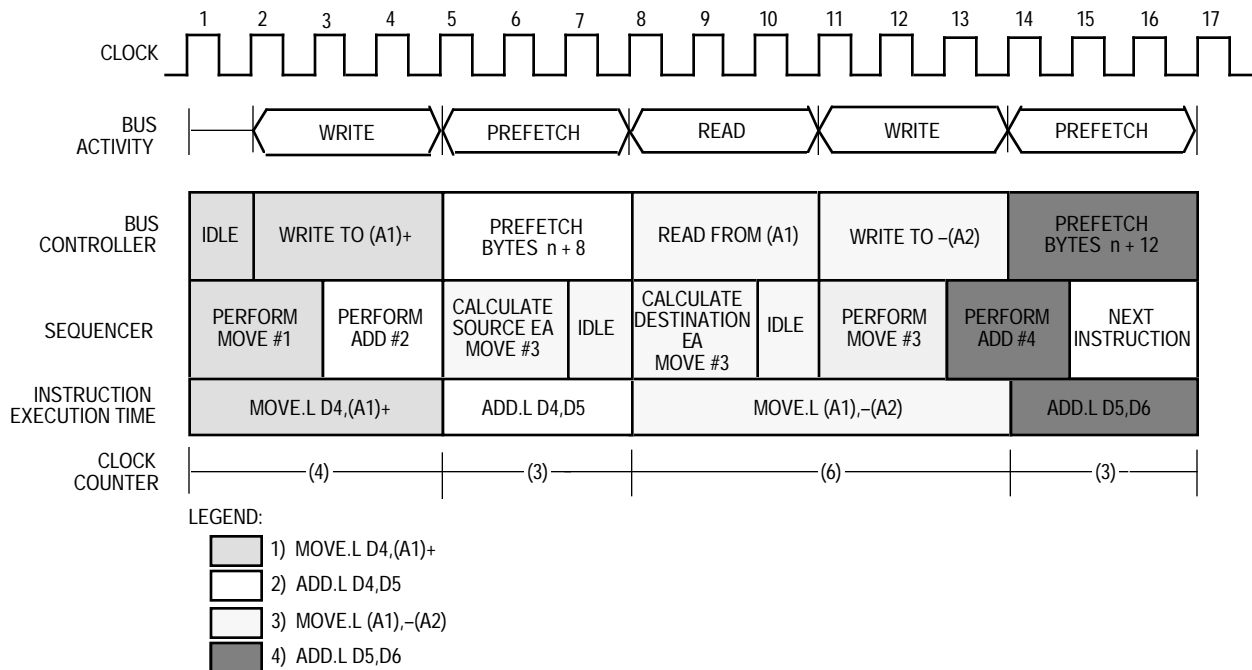 1 2 3 4 5 6 7 8 9 10 11 12 13 14 15 16 17
CLOCK
BUS
ACTIVITY
WRITE
PREFETCH
READ
WRITE
PREFETCH
BUS
CONTROLLER
IDLE
WRITE TO (A1)+
PREFETCH
BYTES n + 8
READ FROM (A1)
WRITE TO –(A2)
PREFETCH
BYTES n + 12
SEQUENCER
PERFORM
MOVE #1
PERFORM
ADD #2
CALCULATE
SOURCE EA
MOVE #3
IDLE
CALCULATE
DESTINATION
EA
MOVE #3
IDLE
PERFORM
MOVE #3
PERFORM
ADD #4
NEXT
INSTRUCTION
INSTRUCTION
EXECUTION TIME
MOVE.L D4,(A1)+
ADD.L D4,D5
MOVE.L (A1),–(A2)
ADD.L D5,D6
CLOCK
COUNTER
(4)
(3)
(6)
(3)
LEGEND:
1) MOVE.L D4,(A1)+
2) ADD.L D4,D5
3) MOVE.L (A1),–(A2)
4) ADD.L D5,D6